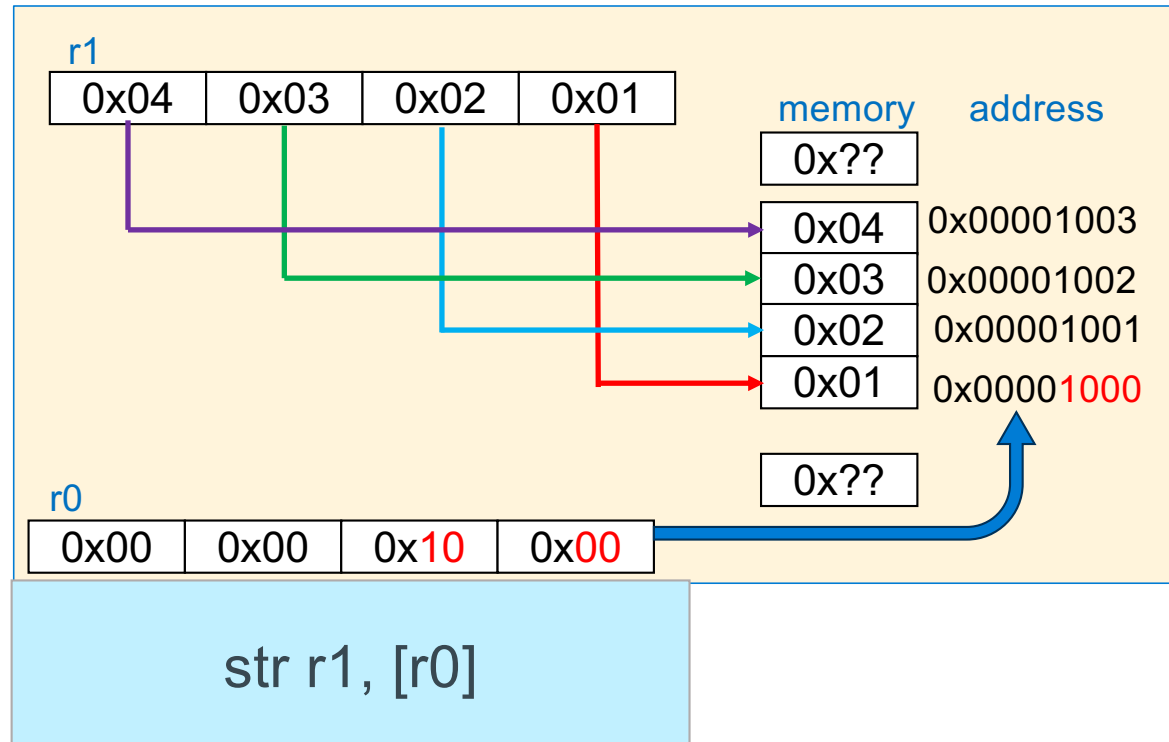 r1
0x04 0x03 0x02 0x01
memory address
0x??
0x04 0x00001003
0x03 0x00001002
0x02 0x00001001
0x01 0x00001000
0x??
r0
0x00 0x00 0x10 0x00
str r1, [r0]